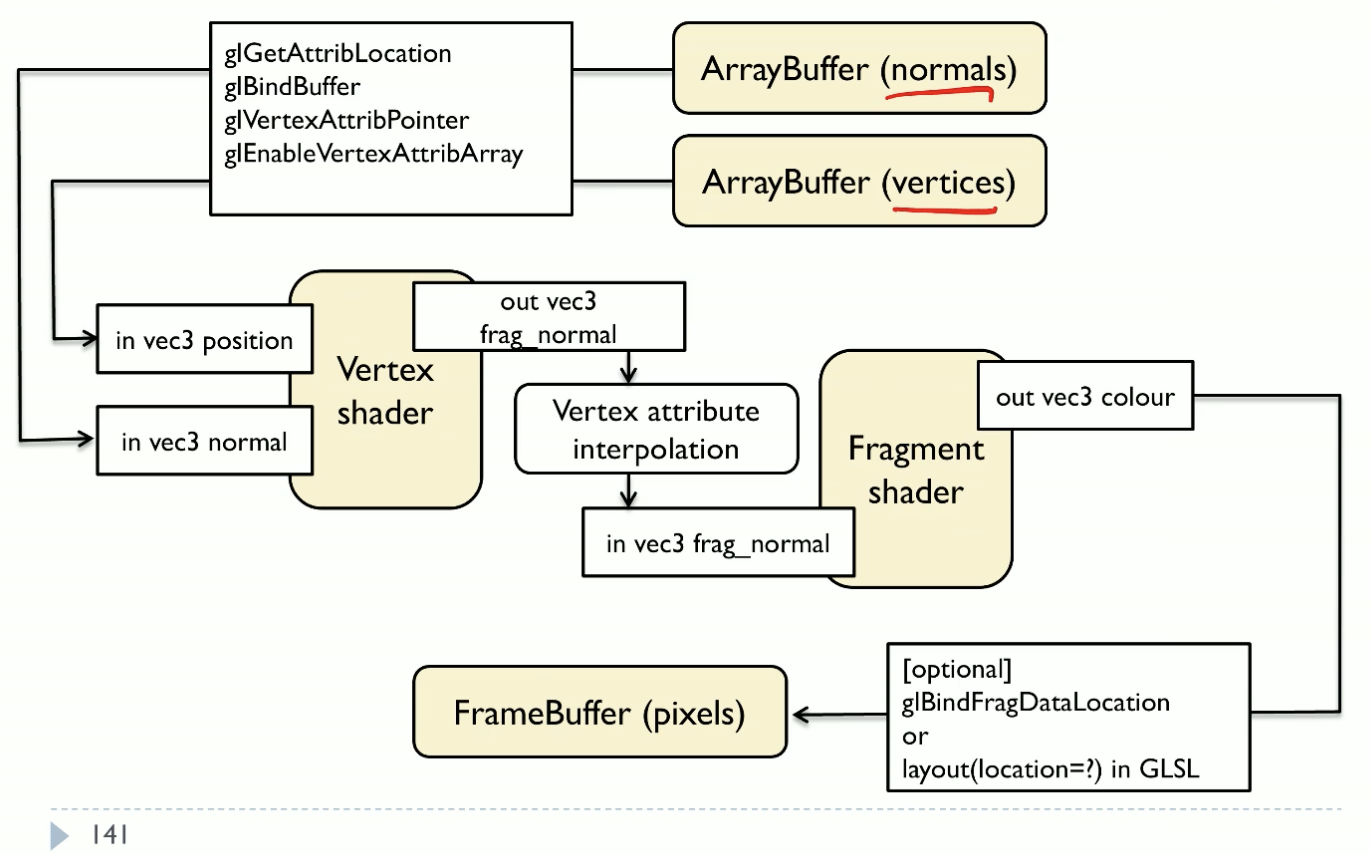 glGetAttribLocation
glBindBuffer
glVertexAttribPointer
glEnableVertexAttribArray
ArrayBuffer (normals)
ArrayBuffer (vertices)
in vec3 position
in vec3 normal
Vertex
shader
out vec3
frag_normal
Vertex attribute
interpolation
in vec3 frag_normal
Fragment
shader
out vec3 colour
[optional]
glBindFragDataLocation
or
layout(location=?) in GLSL
FrameBuffer (pixels)
141